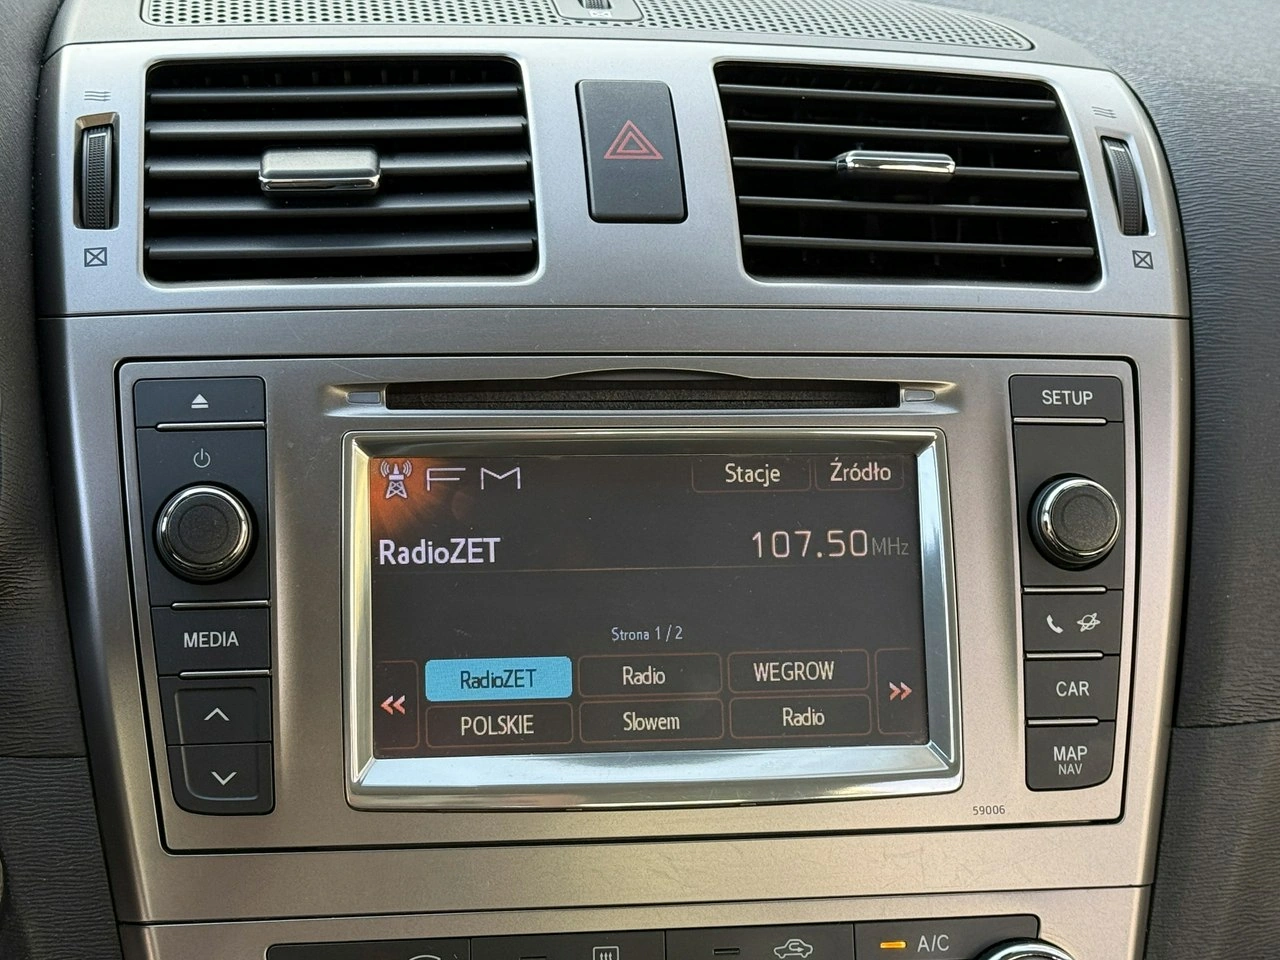 SETUP
FM
Stacje
Źródło
RadioZET
107.50MHz
Strona 1/2
MEDIA
RadioZET
Radio
WEGROW
POLSKIE
Słowem
Radio
CAR
MAP
NAV
59006
A/C